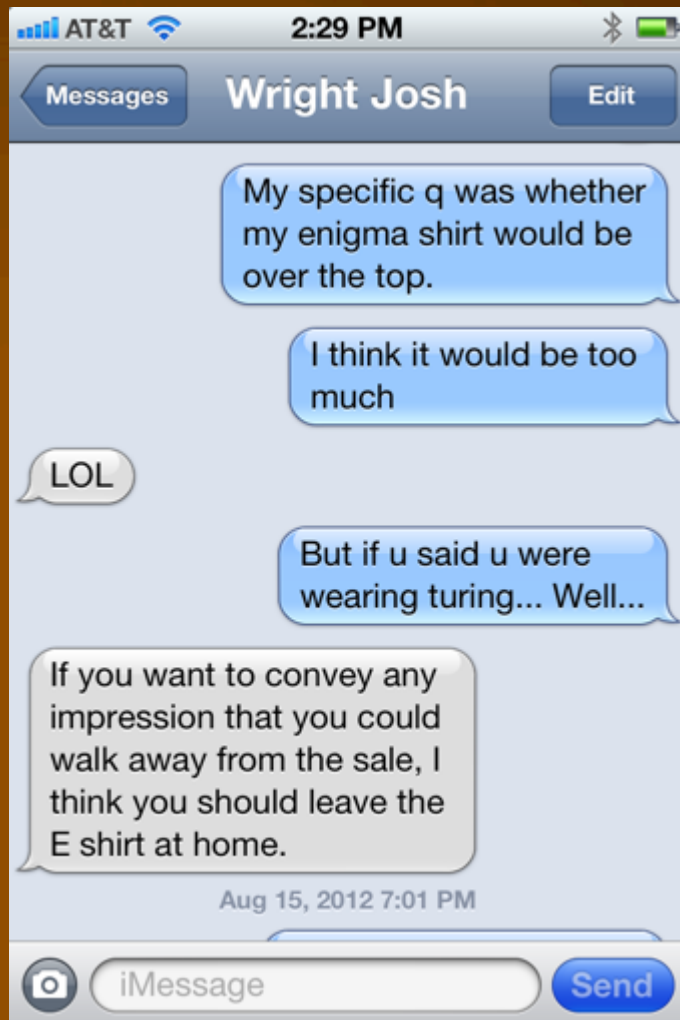 AT&T 2:29 PM
Messages Wright Josh Edit
My specific q was whether
my enigma shirt would be
over the top.
I think it would be too
much
LOL
But if u said u were
wearing turing... Well...
If you want to convey any
impression that you could
walk away from the sale, I
think you should leave the
E shirt at home.
Aug 15, 2012 7:01 PM
iMessage Send